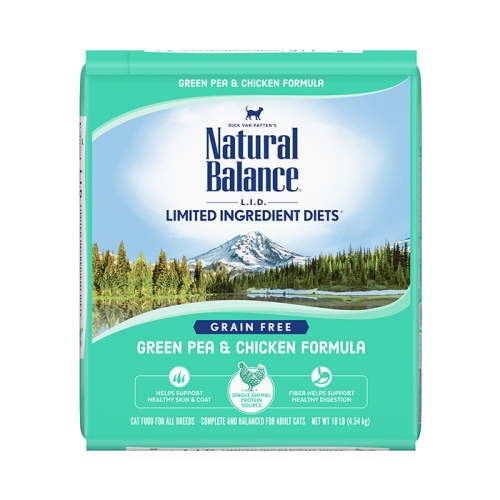 GREEN PEA & CHICKEN FORMULA
DICK VAN PATTEN'S
Natural
Balance®
L.I.D.
LIMITED INGREDIENT DIETS®
GRAIN FREE
GREEN PEA & CHICKEN FORMULA
HELPS SUPPORT
HEALTHY SKIN & COAT
SINGLE ANIMAL
PROTEIN
SOURCE
FIBER HELPS SUPPORT
HEALTHY DIGESTION
CAT FOOD FOR ALL BREEDS COMPLETE AND BALANCED FOR ADULT CATS NET WT 10 LB (4.54 kg)